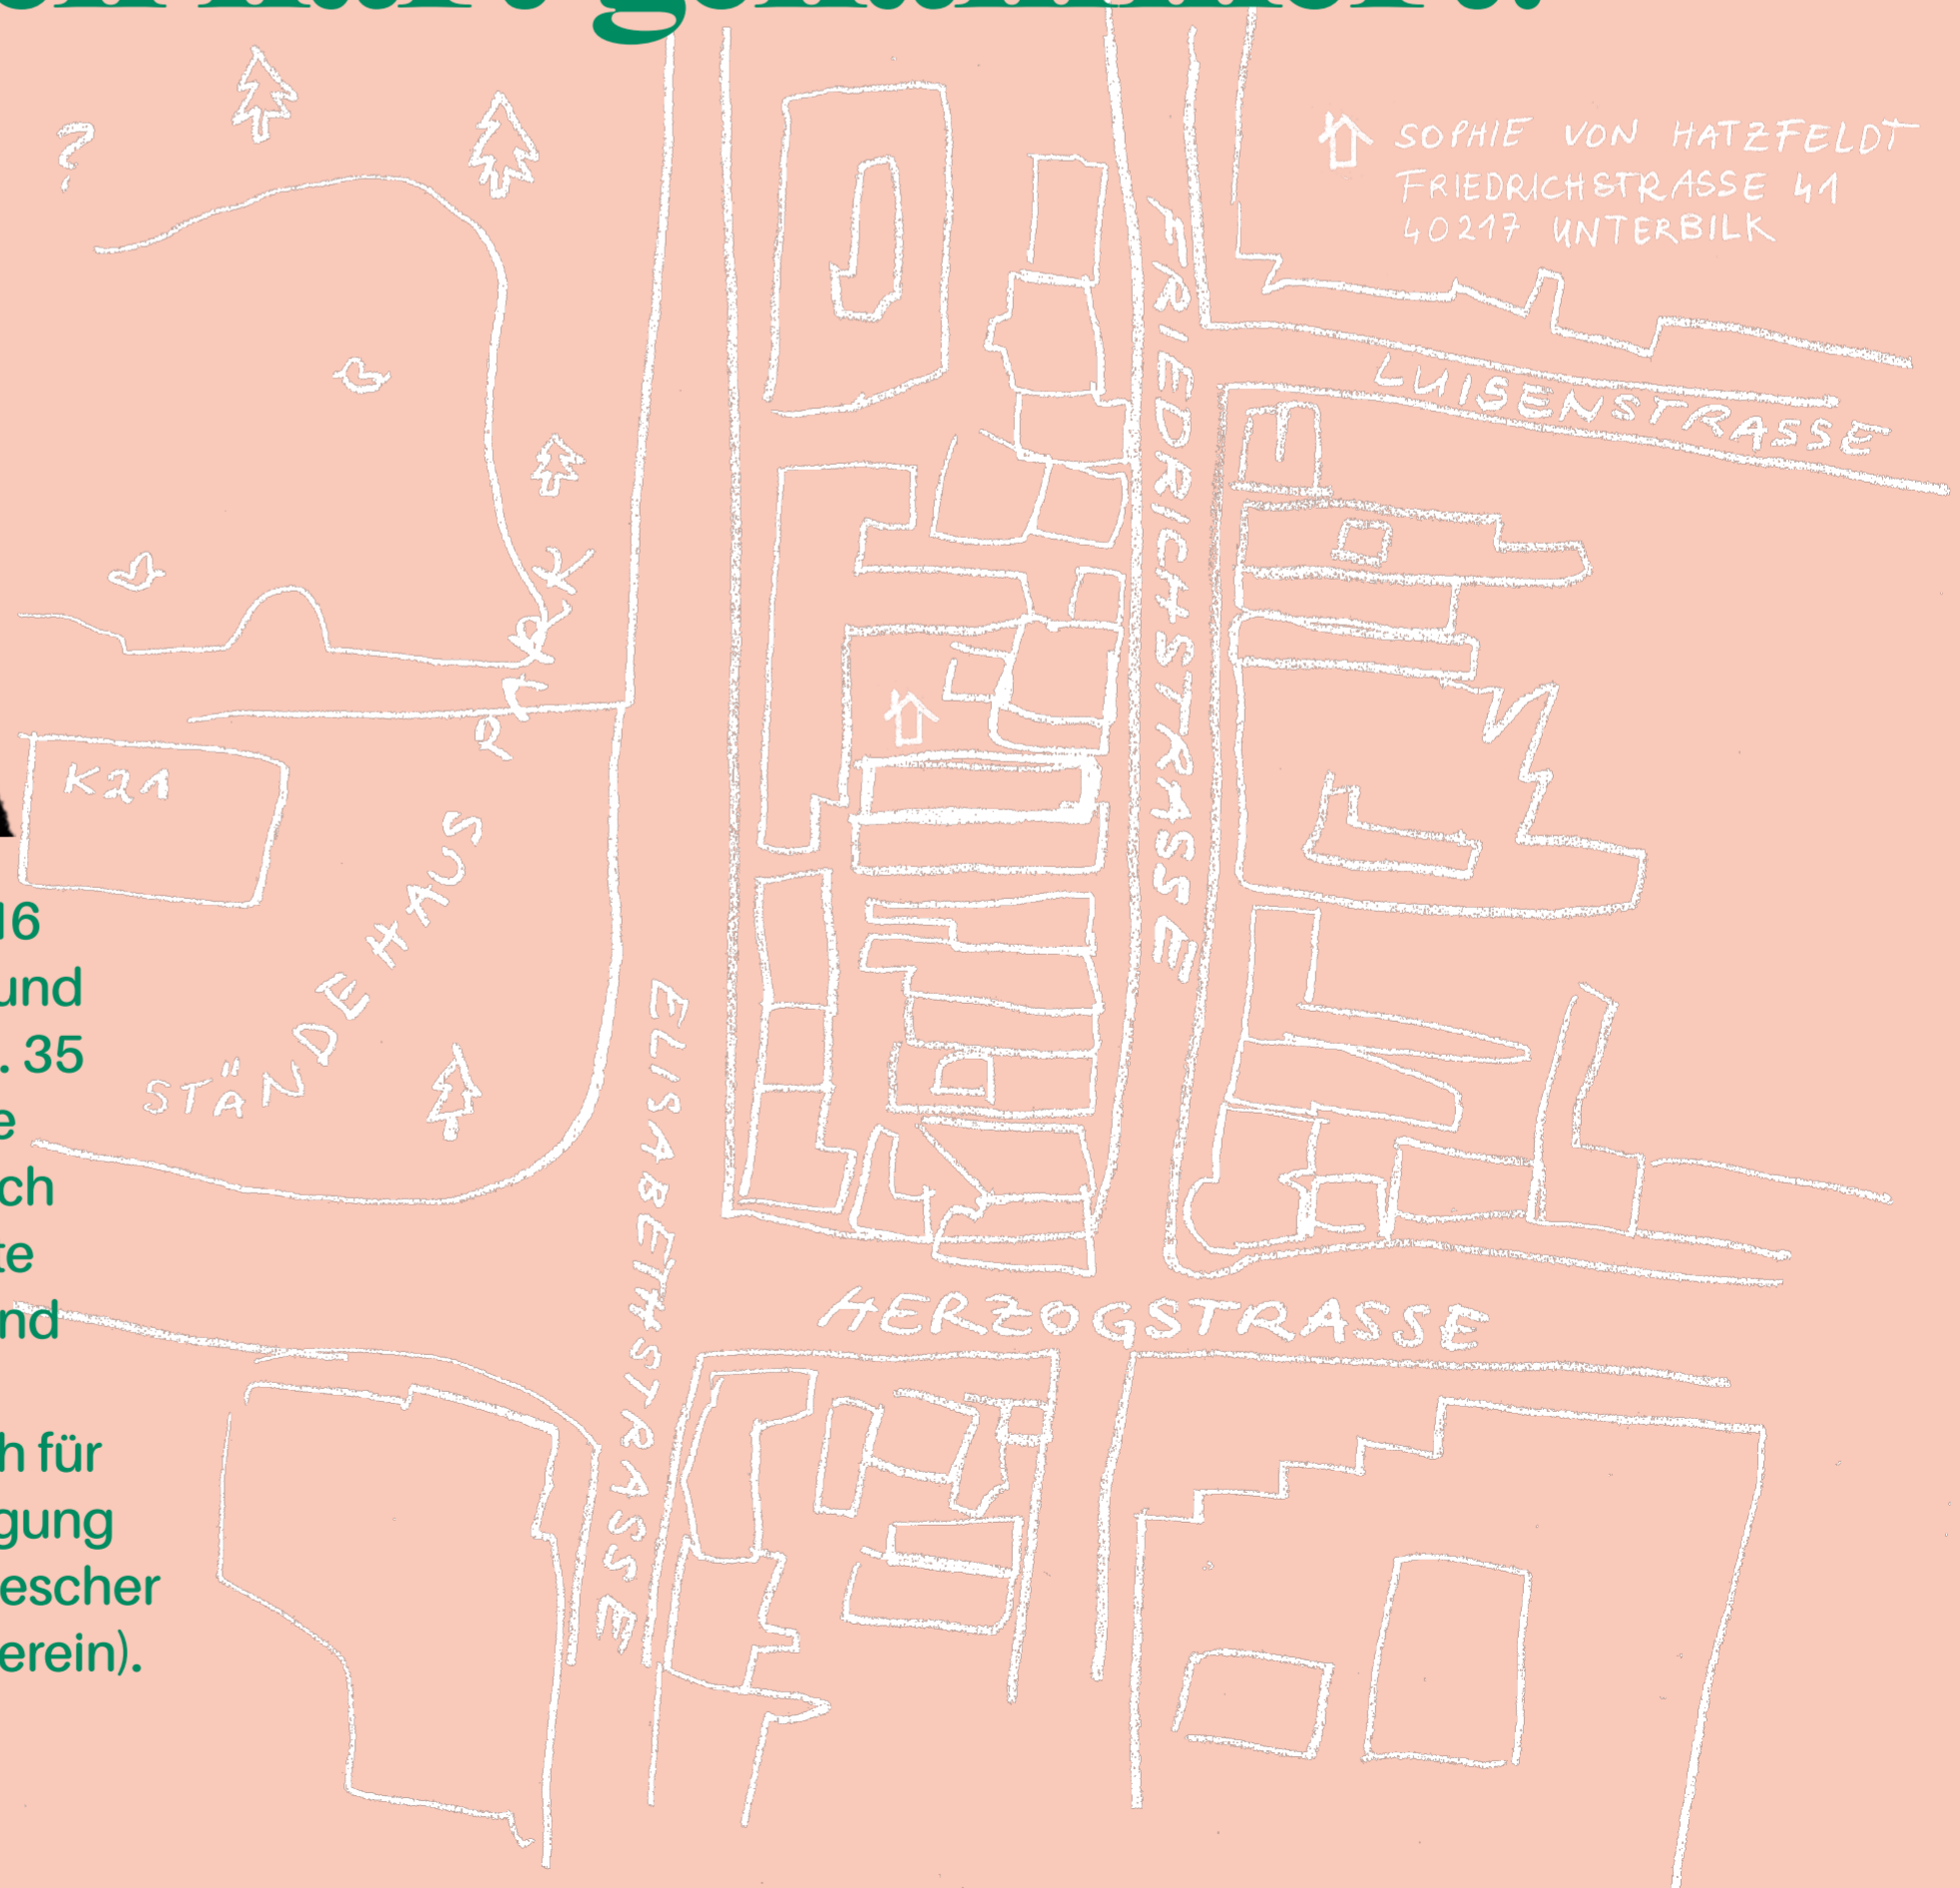 ?
SOPHIE VON HATZFELDT
FRIEDRICHSTRASSE 41
40217 UNTERBILK
LUISENSTRASSE
FRIEDRICHSTRASSE
K21
STÄNDEHAUS PARK
ELISABETHSTRASSE
HERZOGSTRASSE
16
und
. 35
e
ch
te
nd
h für
gung
escher
erein).